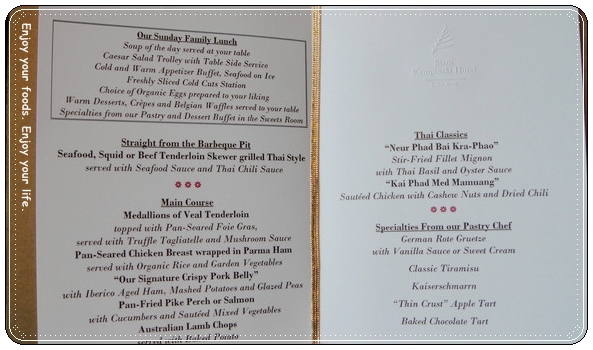 Enjoy your foods. Enjoy your life.
Our Sunday Family Lunch
Soup of the day served at your table
Caesar Salad Trolley with Table Side Service
Cold and Warm Appetizer Buffet, Seafood on Ice
Freshly Sliced Cold Cuts Station
Choice of Organic Eggs prepared to your liking
Warm Desserts, Crêpes and Belgian Waffles served to your table
Specialties from our Pastry and Dessert Buffet in the Sweets Room
Straight from the Barbeque Pit
Seafood, Squid or Beef Tenderloin Skewer grilled Thai Style
served with Seafood Sauce and Thai Chili Sauce
Main Course
Medallions of Veal Tenderloin
topped with Pan-Seared Foie Gras,
served with Truffle Tagliatelle and Mushroom Sauce
Pan-Seared Chicken Breast wrapped in Parma Ham
served with Organic Rice and Garden Vegetables
"Our Signature Crispy Pork Belly"
with Iberico Aged Ham, Mashed Potatoes and Glazed Peas
Pan-Fried Pike Perch or Salmon
with Cucumbers and Sautéed Mixed Vegetables
Australian Lamb Chops
served with Baked Potato
Siam
Kempinski Hotel
Thai Classics
"Neur Phad Bai Kra-Phao"
Stir-Fried Fillet Mignon
with Thai Basil and Oyster Sauce
"Kai Phad Med Mamuang"
Sautéed Chicken with Cashew Nuts and Dried Chili
Specialties From our Pastry Chef
German Rote Gruetze
with Vanilla Sauce or Sweet Cream
Classic Tiramisu
Kaiserschmarrn
"Thin Crust" Apple Tart
Baked Chocolate Tart